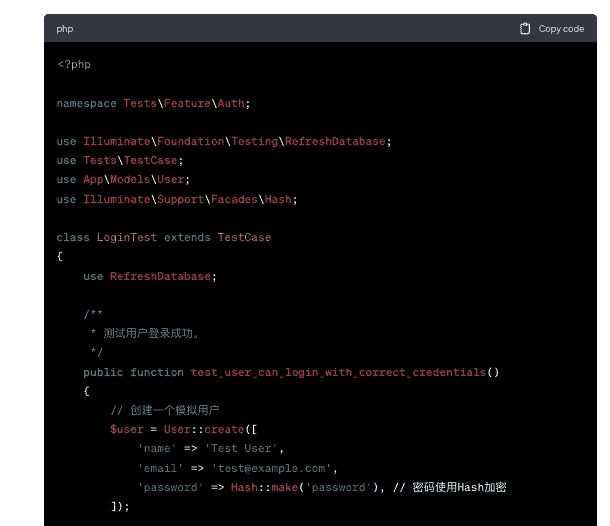 php
Copy code
<?php
namespace Tests\Feature\Auth;
use Illuminate\Foundation\Testing\RefreshDatabase;
use Tests\TestCase;
use App\Models\User;
use Illuminate\Support\Facades\Hash;
class LoginTest extends TestCase
{
use RefreshDatabase;
/**
* 测试用户登录成功。
*/
public function test_user_can_login_with_correct_credentials()
{
// 创建一个模拟用户
$user = User::create([
'name' => 'Test User',
'email' => 'test@example.com',
'password' => Hash::make('password'), // 密码使用Hash加密
]);